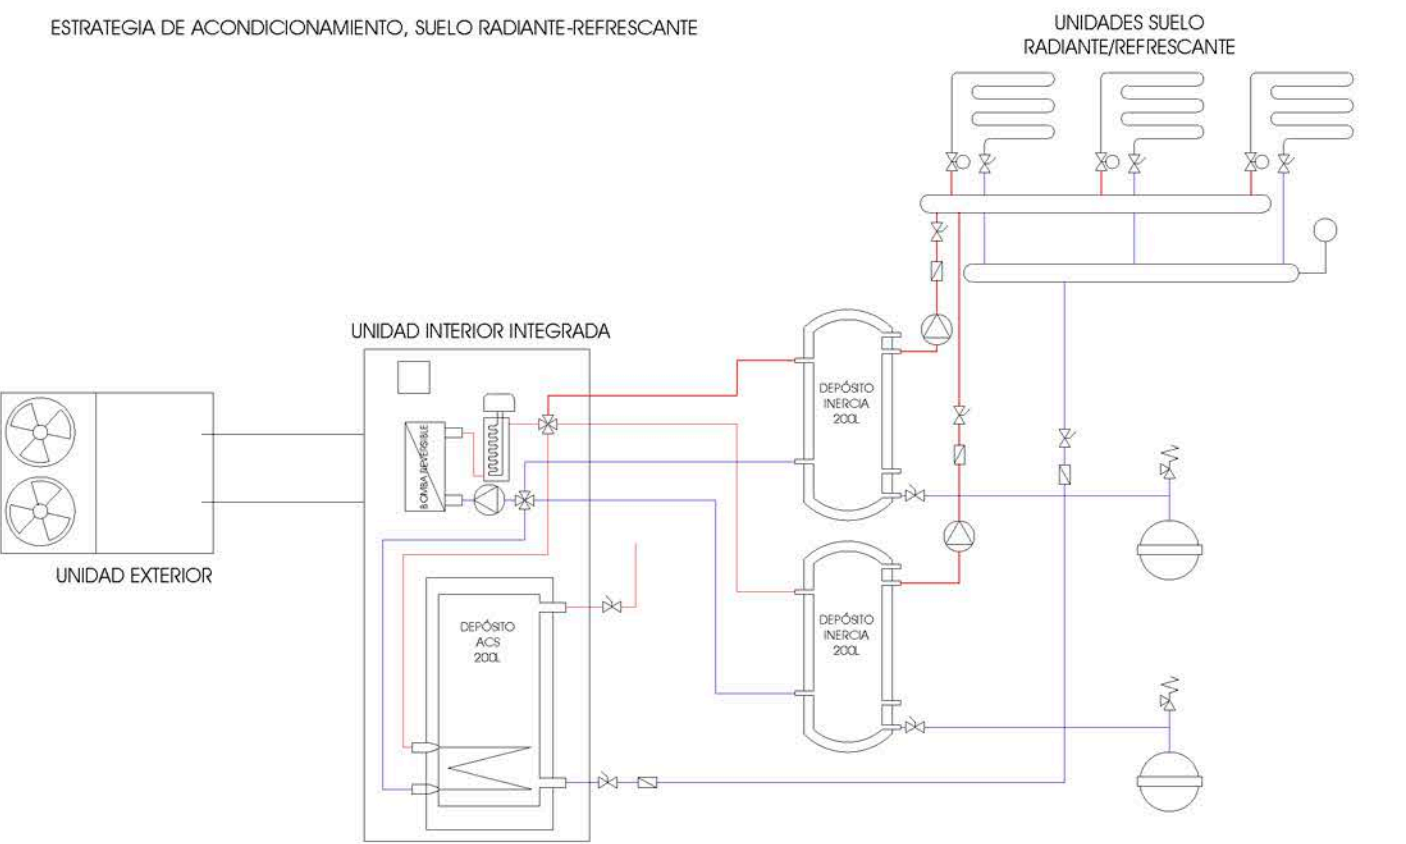 ESTRATEGIA DE ACONDICIONAMIENTO, SUELO RADIANTE-REFRESCANTE
UNIDADES SUELO
RADIANTE/REFRESCANTE
UNIDAD INTERIOR INTEGRADA
UNIDAD EXTERIOR
BOMBA REVERSIBLE
DEPÓSITO
INERCIA
200L
DEPÓSITO
INERCIA
200L
DEPÓSITO
ACS
200L